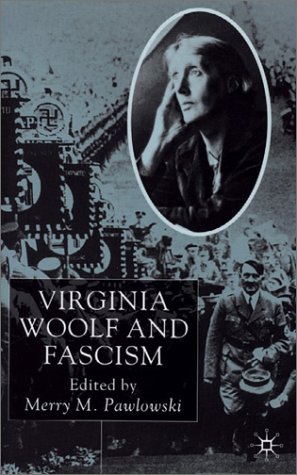 VIRGINIA
WOOLF AND
FASCISM
Edited by
Merry M. Pawlowski